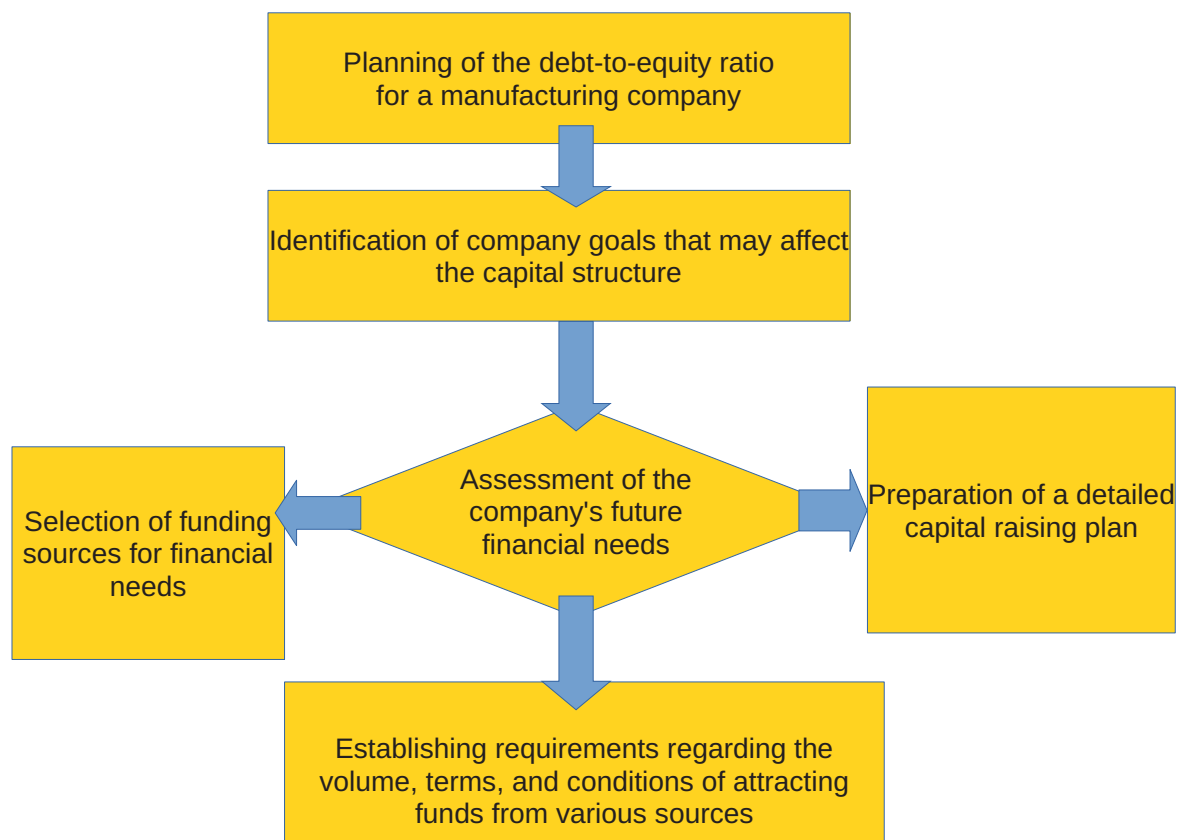 Planning of the debt-to-equity ratio
for a manufacturing company
Identification of company goals that may affect
the capital structure
Assessment of the
company's future
financial needs
Selection of funding
sources for financial
needs
Preparation of a detailed
capital raising plan
Establishing requirements regarding the
volume, terms, and conditions of attracting
funds from various sources